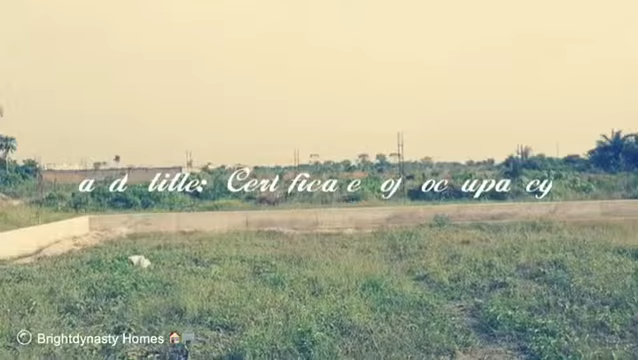 a d title: Cert fica e of oc upa cy
Brightdynasty Homes 🏠